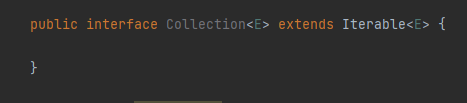 public interface Collection<E> extends Iterable<E> {
}